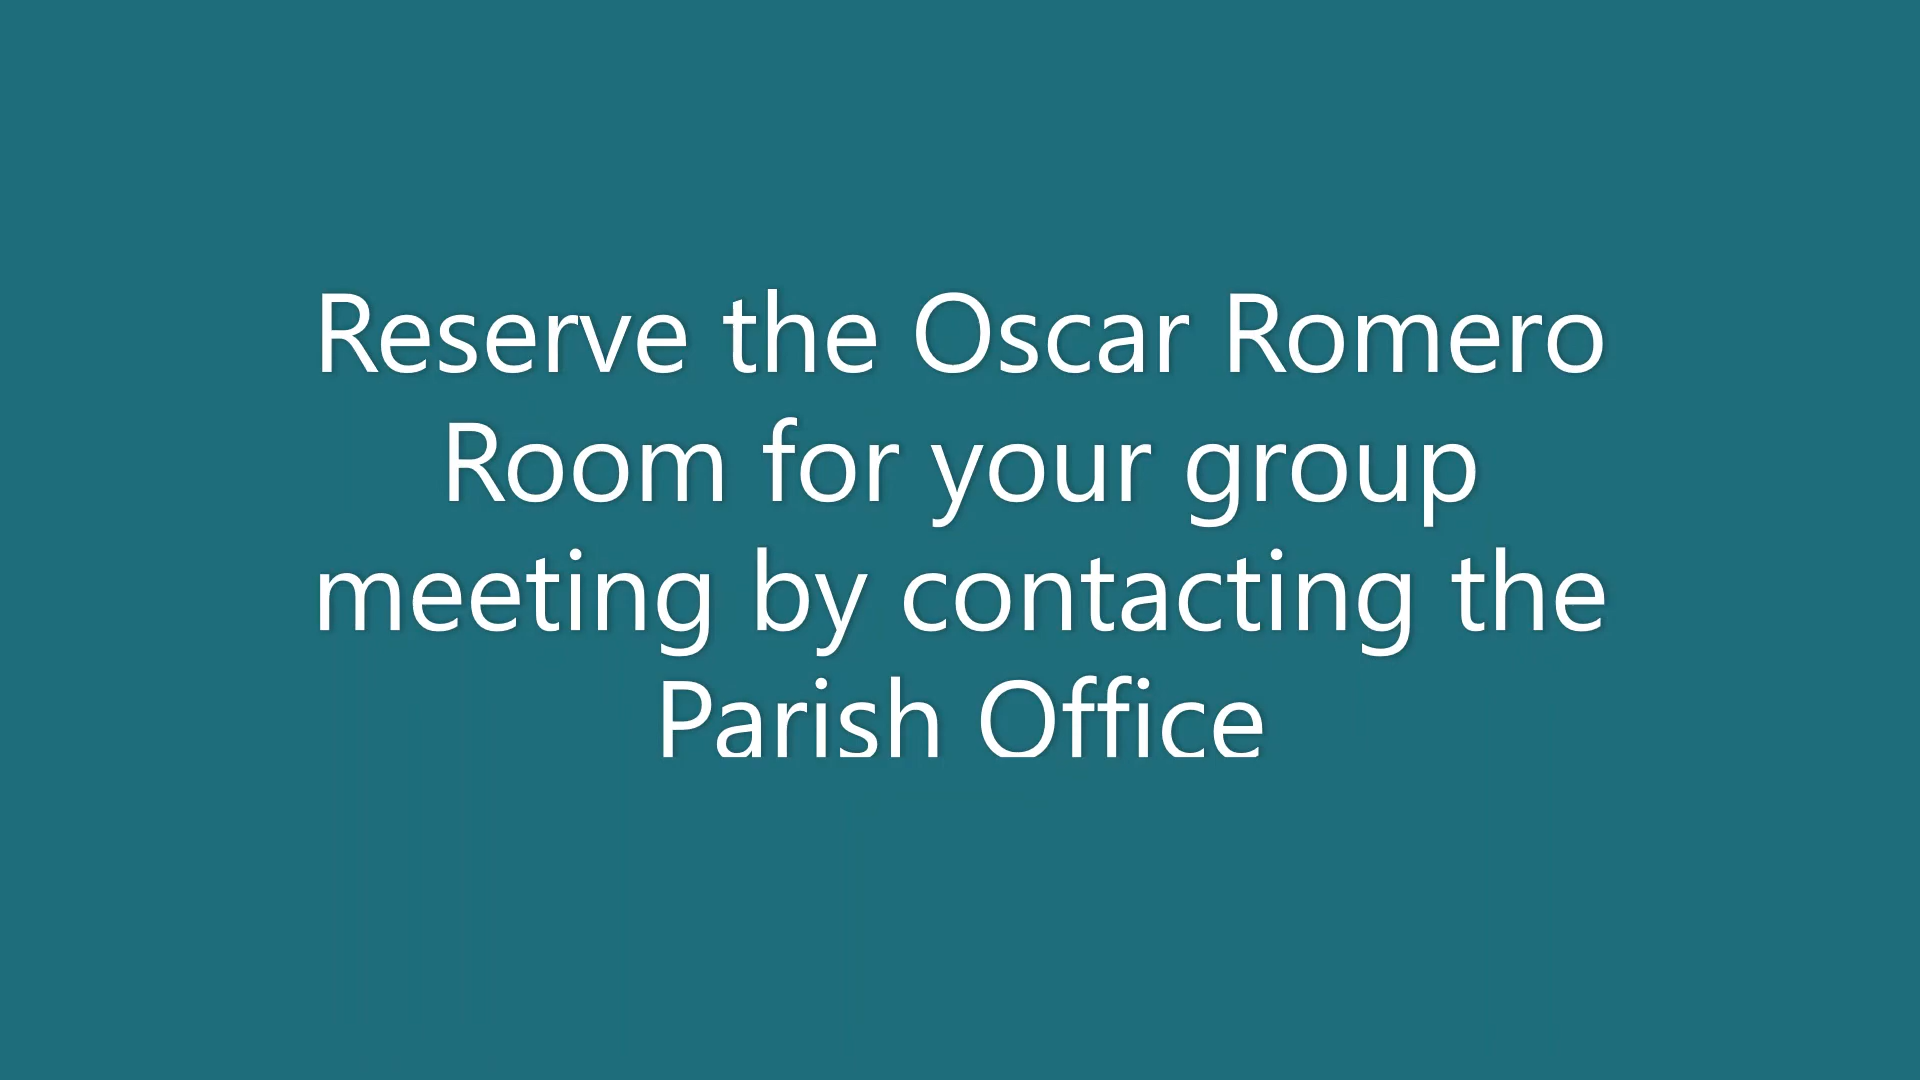 Reserve the Oscar Romero
Room for your group
meeting by contacting the
Parish Office